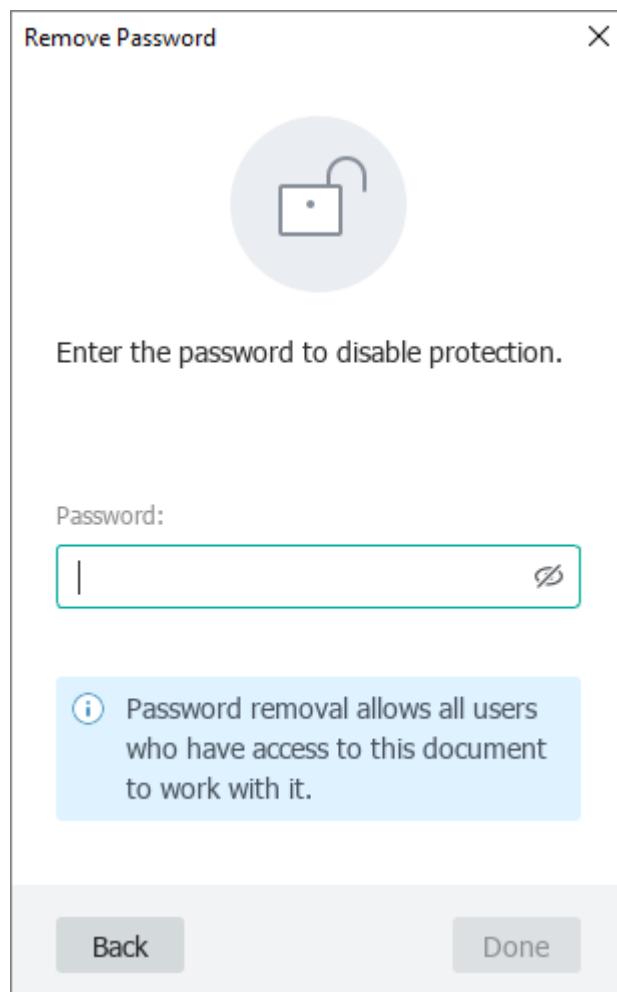 Remove Password
Enter the password to disable protection.
Password:
Password removal allows all users
who have access to this document
to work with it.
Back
Done